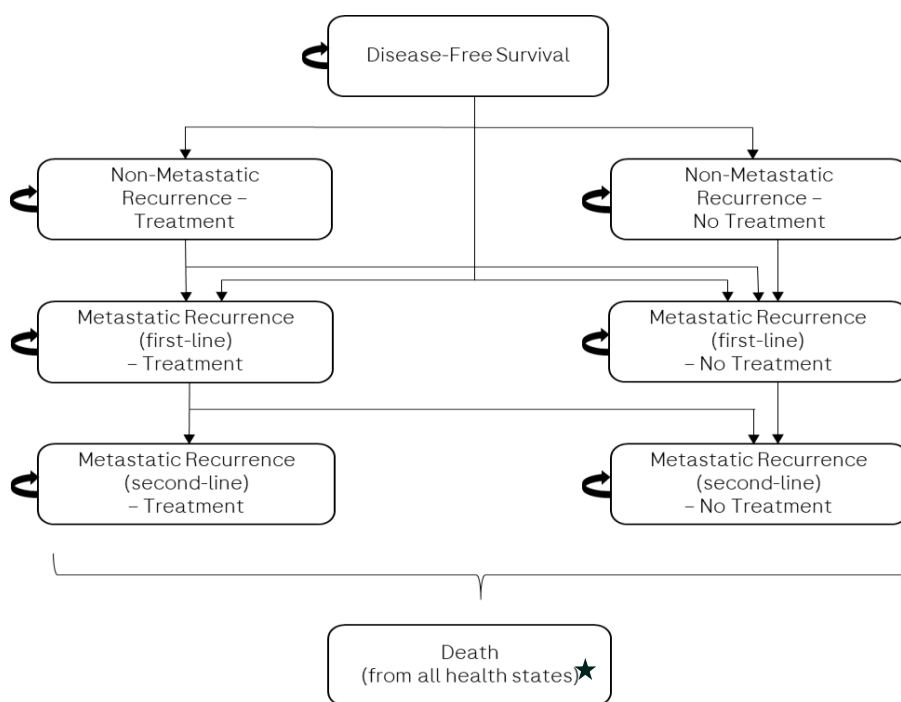 Disease-Free Survival
Non-Metastatic
Recurrence –
Treatment
Non-Metastatic
Recurrence –
No Treatment
Metastatic Recurrence
(first-line)
– Treatment
Metastatic Recurrence
(first-line)
– No Treatment
Metastatic Recurrence
(second-line)
– Treatment
Metastatic Recurrence
(second-line)
– No Treatment
Death
(from all health states)